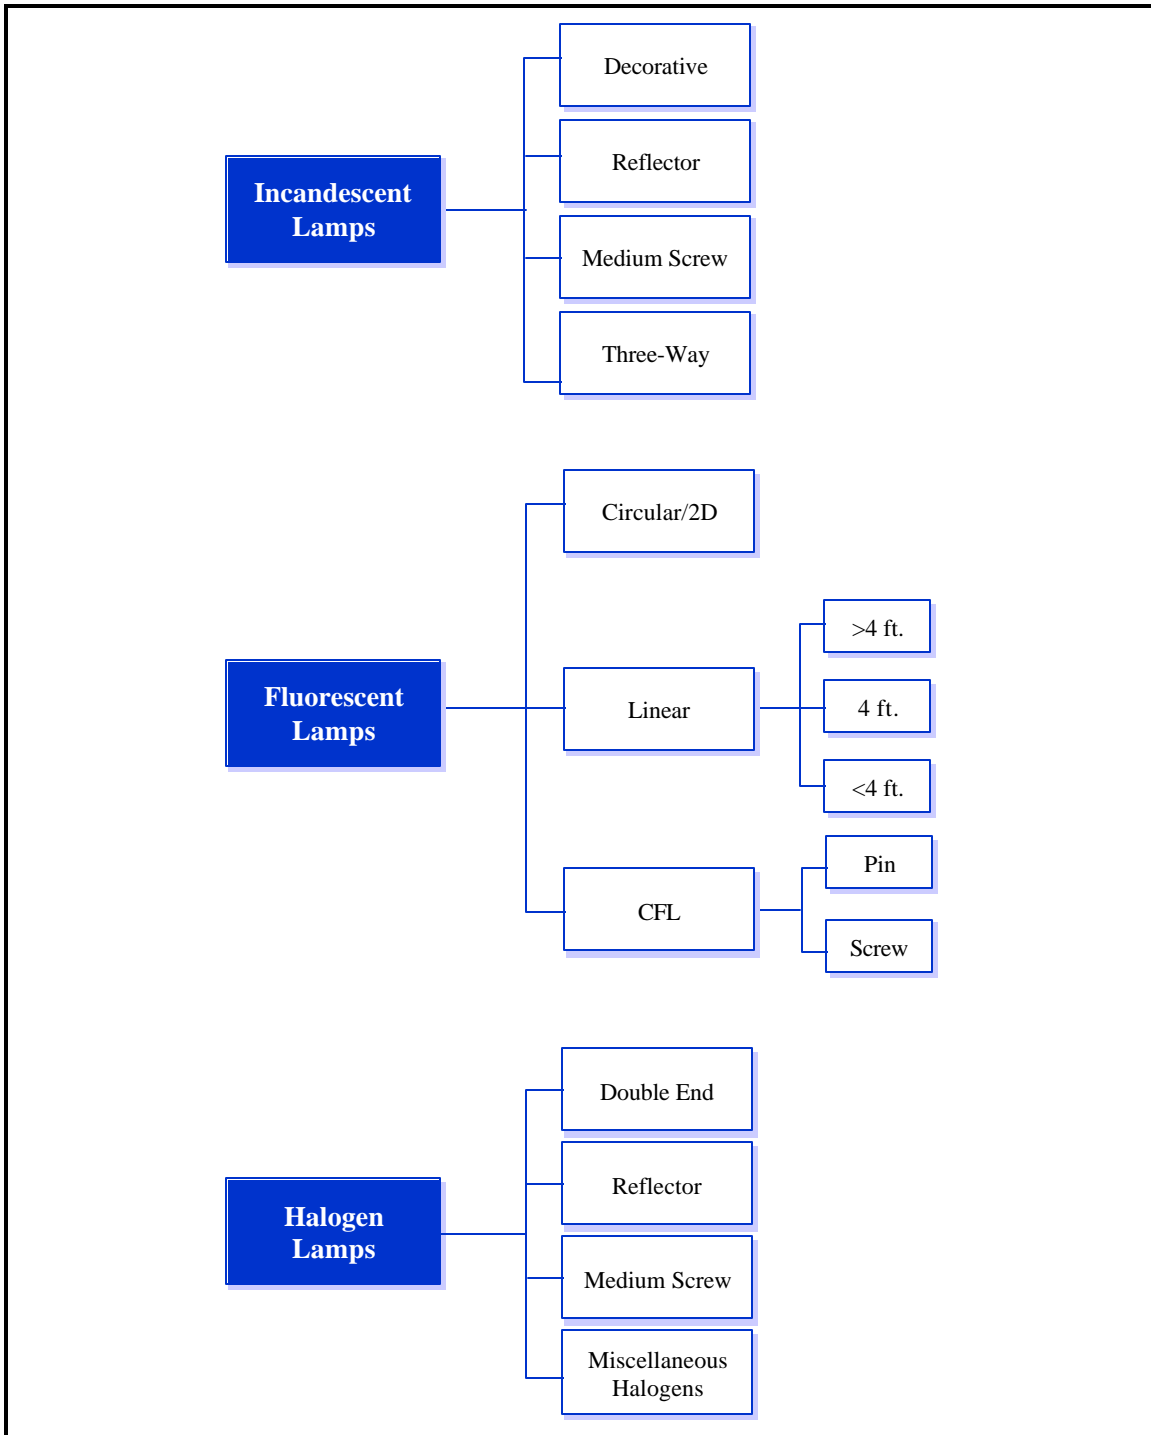 Decorative
Reflector
Incandescent
Lamps
Medium Screw
Three-Way
Circular/2D
>4 ft.
Fluorescent
Lamps
Linear
4 ft.
<4 ft.
Pin
CFL
Screw
Double End
Reflector
Halogen
Lamps
Medium Screw
Miscellaneous
Halogens